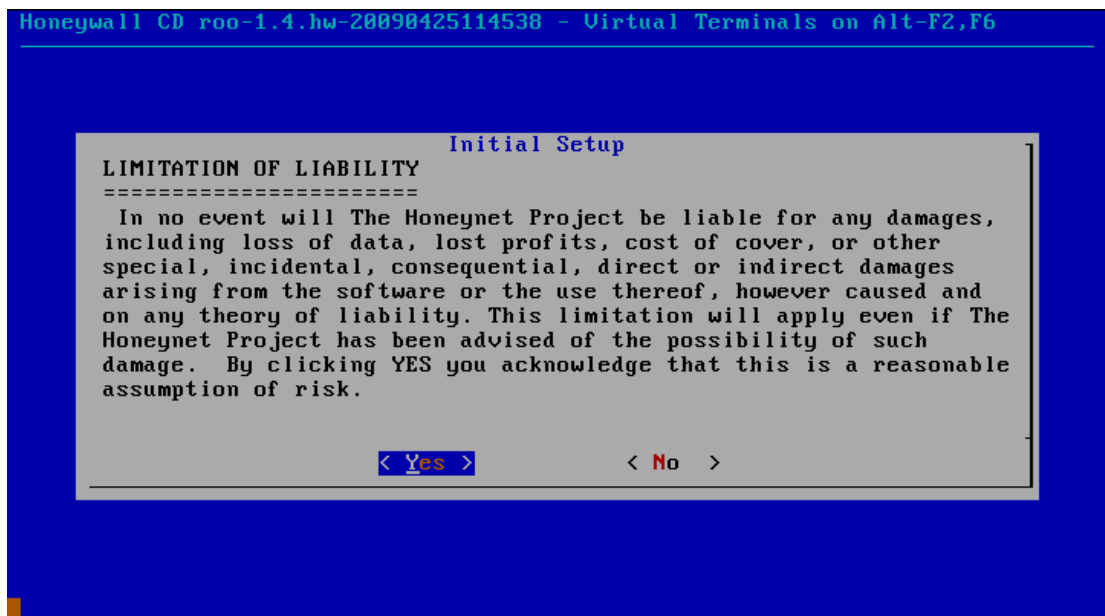 Honeywall CD roo-1.4.hw-20090425114538 - Virtual Terminals on Alt-F2,F6
Initial Setup
LIMITATION OF LIABILITY
=======================
In no event will The Honeynet Project be liable for any damages,
including loss of data, lost profits, cost of cover, or other
special, incidental, consequential, direct or indirect damages
arising from the software or the use thereof, however caused and
on any theory of liability. This limitation will apply even if The
Honeynet Project has been advised of the possibility of such
damage.  By clicking YES you acknowledge that this is a reasonable
assumption of risk.
< Yes > < No >